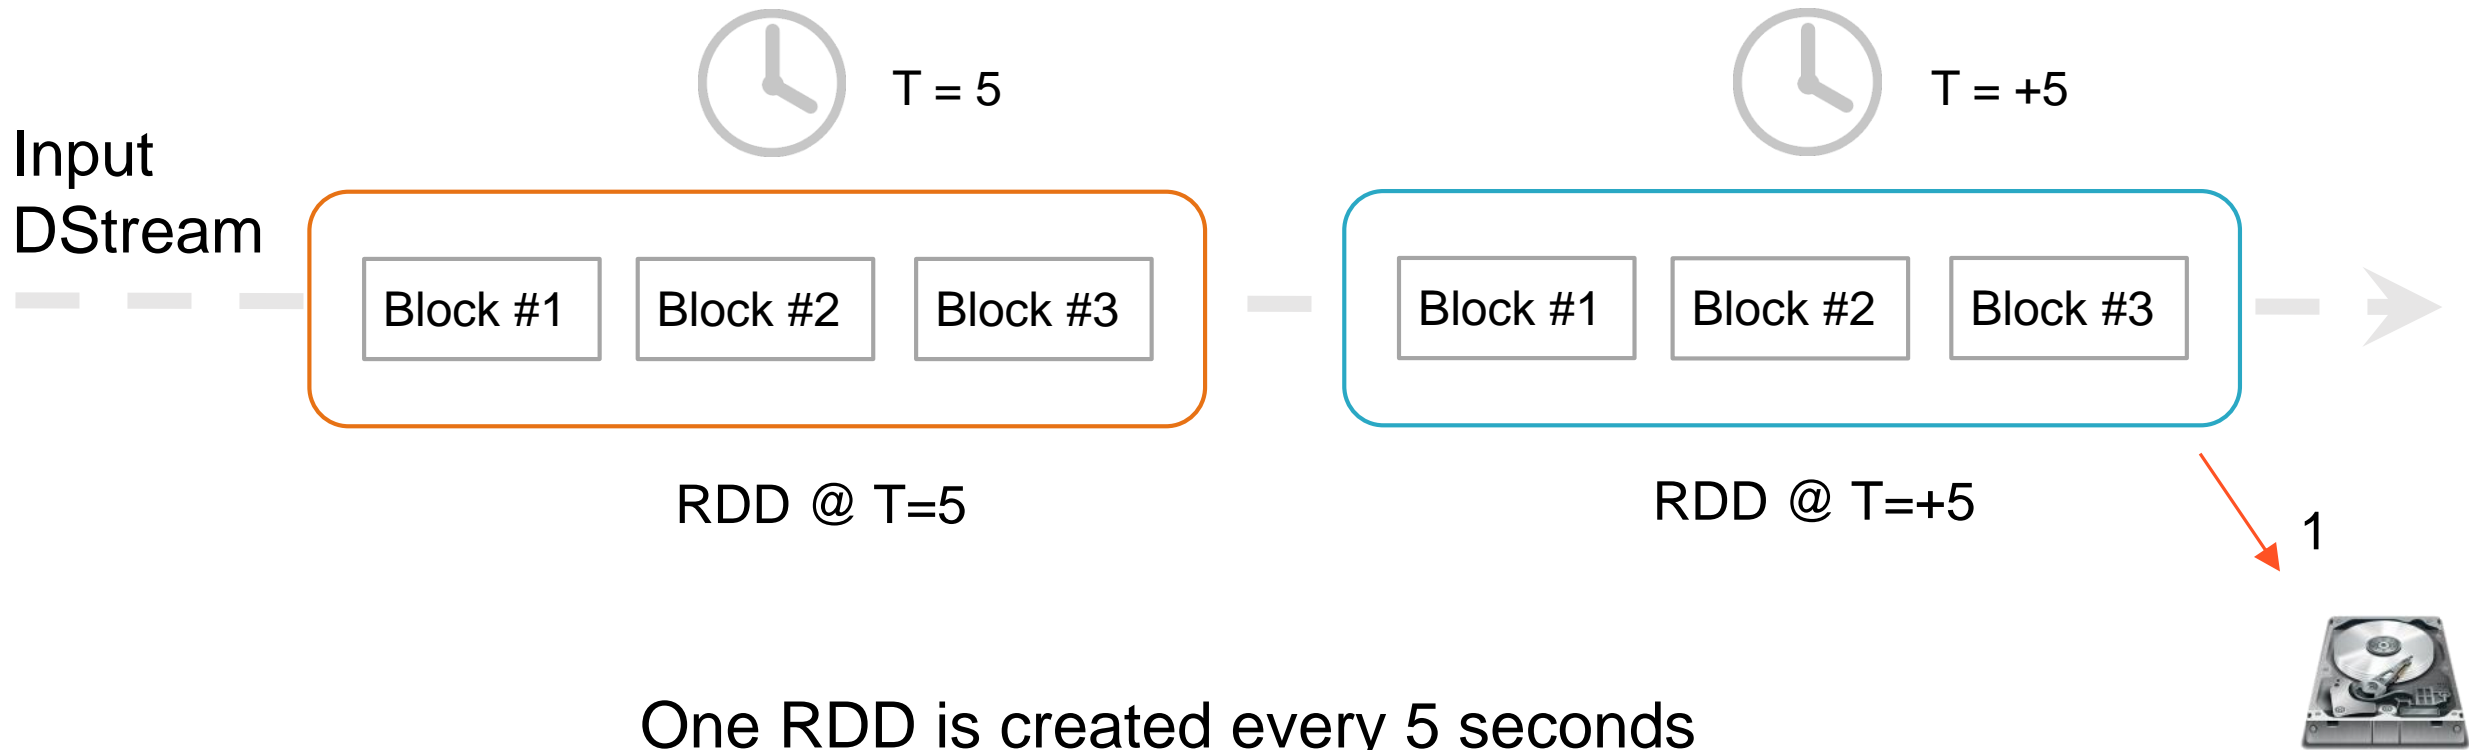 T = 5
T = +5
Input
DStream
Block #1
Block #2
Block #3
Block #1
Block #2
Block #3
RDD @ T=5
RDD @ T=+5
1
One RDD is created every 5 seconds